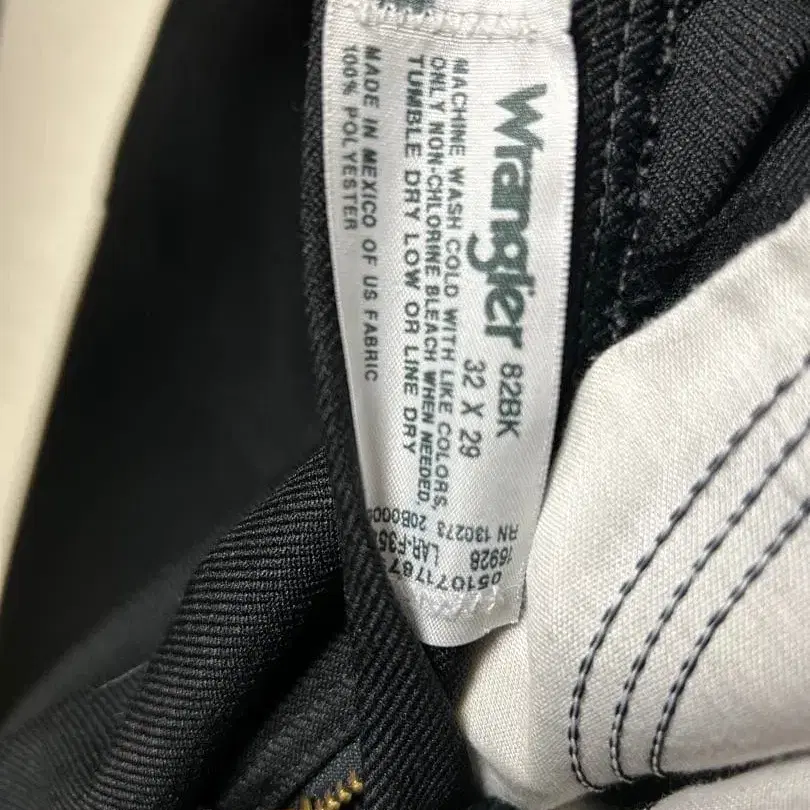 Wrangler 82BK
32 X 29
MACHINE WASH COLD WITH LIKE COLORS,
ONLY NON-CHLORINE BLEACH WHEN NEEDED,
TUMBLE DRY LOW OR LINE DRY
MADE IN MEXICO OF US FABRIC
100% POLYESTER
RN 130273